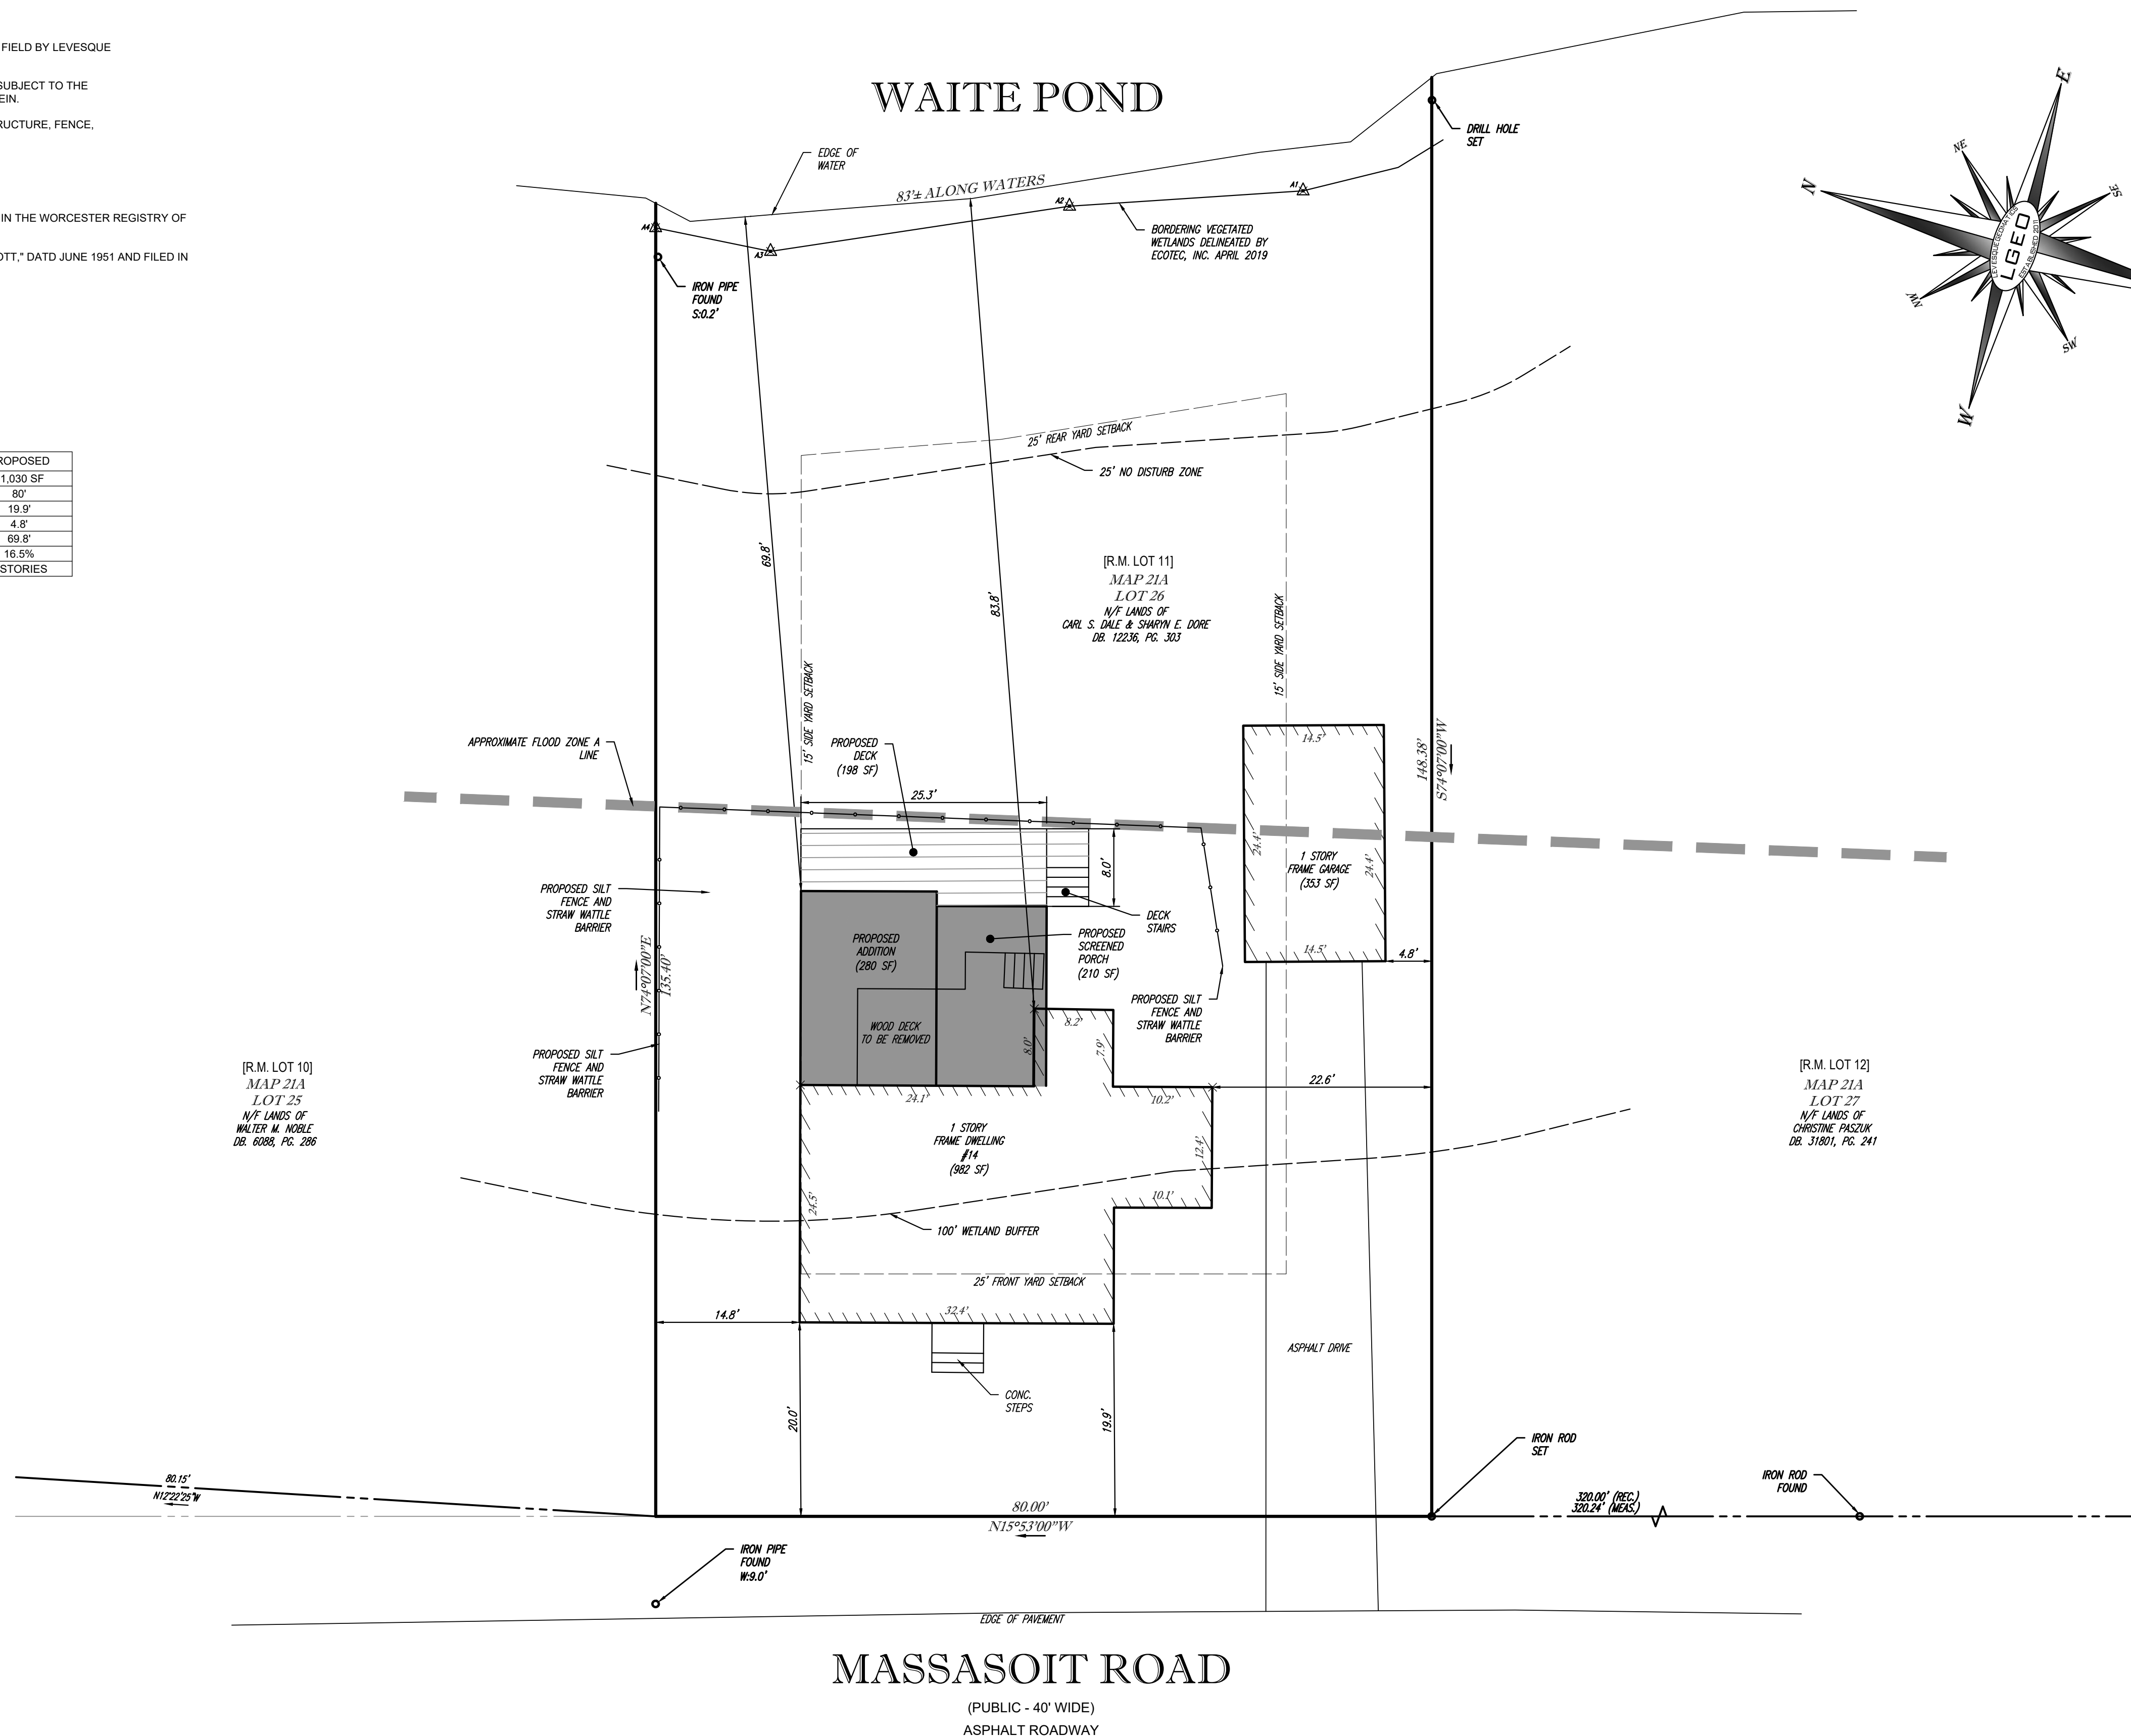 FIELD BY LEVESQUE
SUBJECT TO THE
EIN.
RUCTURE, FENCE,
IN THE WORCESTER REGISTRY OF
OTT," DATD JUNE 1951 AND FILED IN
ROPOSED
1,030 SF
80'
19.9'
4.8'
69.8'
16.5%
STORIES
WAITE POND
EDGE OF
WATER
83'± ALONG WATERS
DRILL HOLE
SET
A1
A2
A3
A4
BORDERING VEGETATED
WETLANDS DELINEATED BY
ECOTEC, INC. APRIL 2019
IRON PIPE
FOUND
S:0.2'
N
NE
E
SE
SW
W
NW
LEVESQUE GEOMATICS
LGEO
ESTABLISHED 2011
25' REAR YARD SETBACK
25' NO DISTURB ZONE
69.8'
83.8'
[R.M. LOT 11]
MAP 21A
LOT 26
N/F LANDS OF
CARL S. DALE & SHARYN E. DORE
DB. 12236, PG. 303
15' SIDE YARD SETBACK
15' SIDE YARD SETBACK
148.38'
S74°07'00"W
APPROXIMATE FLOOD ZONE A
LINE
PROPOSED
DECK
(198 SF)
25.3'
8.0'
14.5'
24.4'
24.4'
1 STORY
FRAME GARAGE
(353 SF)
14.5'
4.8'
PROPOSED SILT
FENCE AND
STRAW WATTLE
BARRIER
DECK
STAIRS
PROPOSED
ADDITION
(280 SF)
PROPOSED
SCREENED
PORCH
(210 SF)
N74°07'00"E
135.40'
PROPOSED SILT
FENCE AND
STRAW WATTLE
BARRIER
WOOD DECK
TO BE REMOVED
8.0'
8.2'
7.9'
PROPOSED SILT
FENCE AND
STRAW WATTLE
BARRIER
22.6'
24.1'
10.2'
[R.M. LOT 10]
MAP 21A
LOT 25
N/F LANDS OF
WALTER M. NOBLE
DB. 6088, PG. 286
1 STORY
FRAME DWELLING
#14
(982 SF)
12.4'
24.5'
10.1'
[R.M. LOT 12]
MAP 21A
LOT 27
N/F LANDS OF
CHRISTINE PASZUK
DB. 31801, PG. 241
100' WETLAND BUFFER
25' FRONT YARD SETBACK
14.8'
32.4'
ASPHALT DRIVE
CONC.
STEPS
20.0'
19.9'
IRON ROD
SET
IRON ROD
FOUND
80.15'
N12°22'25"W
80.00'
N15°53'00"W
320.00' (REC.)
320.24' (MEAS.)
IRON PIPE
FOUND
W:9.0'
EDGE OF PAVEMENT
MASSASOIT ROAD
(PUBLIC - 40' WIDE)
ASPHALT ROADWAY